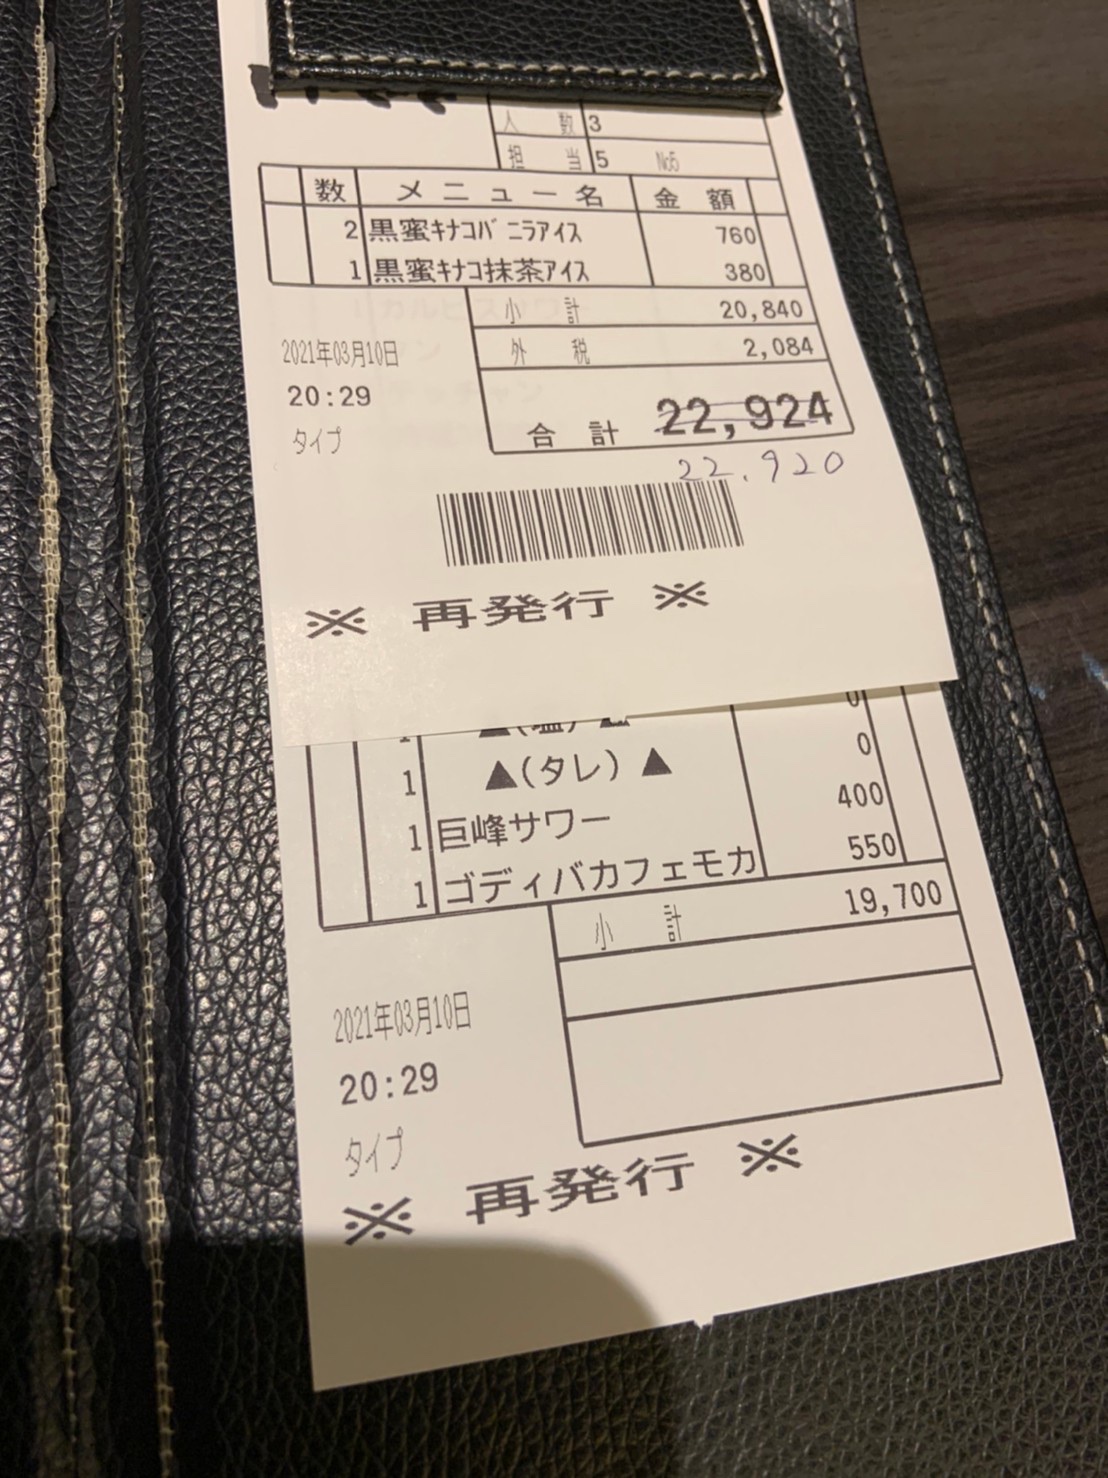 人 数 3
担 当 5 No5
数 メニュー名 金 額
2 黒蜜ｷﾅｺﾊﾞﾆﾗｱｲｽ 760
1 黒蜜ｷﾅｺ抹茶ｱｲｽ 380
小 計 20,840
外 税 2,084
2021年03月10日
20:29
タイプ
合 計 22,924
22.920
※ 再発行 ※
1 ▲(塩) ▲ 0
1 ▲(タレ) ▲ 0
1 巨峰サワー 400
1 ゴディバカフェモカ 550
小 計 19,700
2021年03月10日
20:29
タイプ
※ 再発行 ※